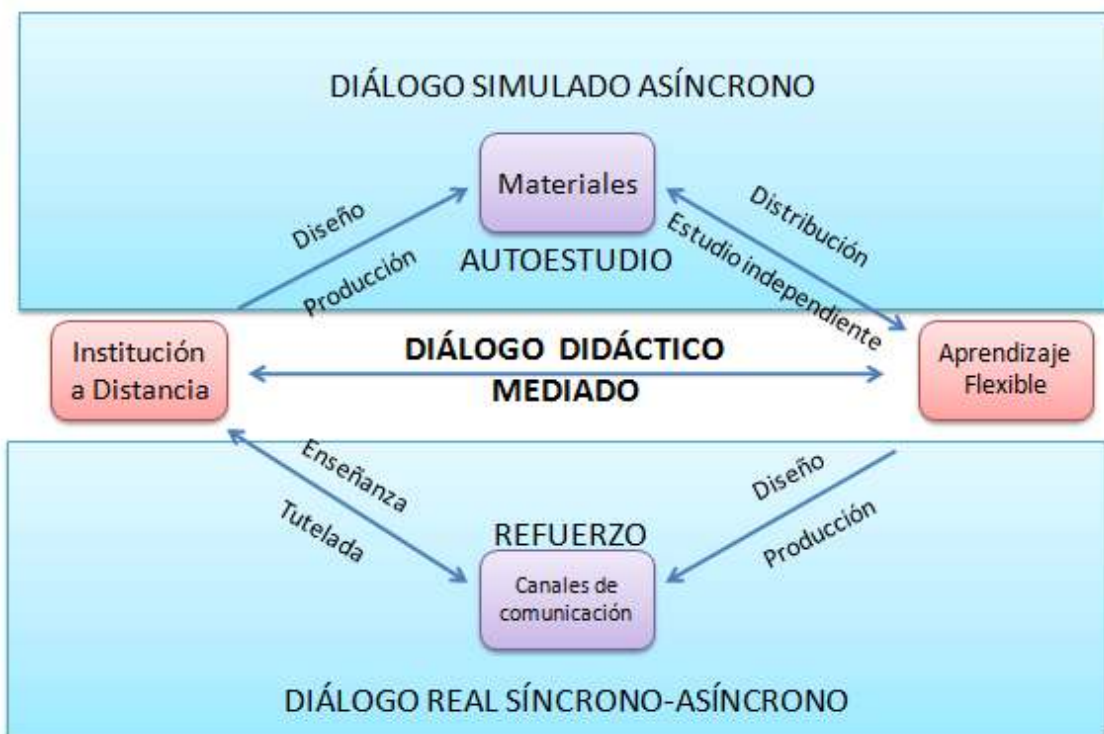 DIÁLOGO SIMULADO ASÍNCRONO
Materiales
Diseño
Producción
AUTOESTUDIO
Distribución
Estudio independiente
Institución
a Distancia
DIÁLOGO DIDÁCTICO
MEDIADO
Aprendizaje
Flexible
Enseñanza
Tutelada
REFUERZO
Canales de
comunicación
Diseño
Producción
DIÁLOGO REAL SÍNCRONO-ASÍNCRONO